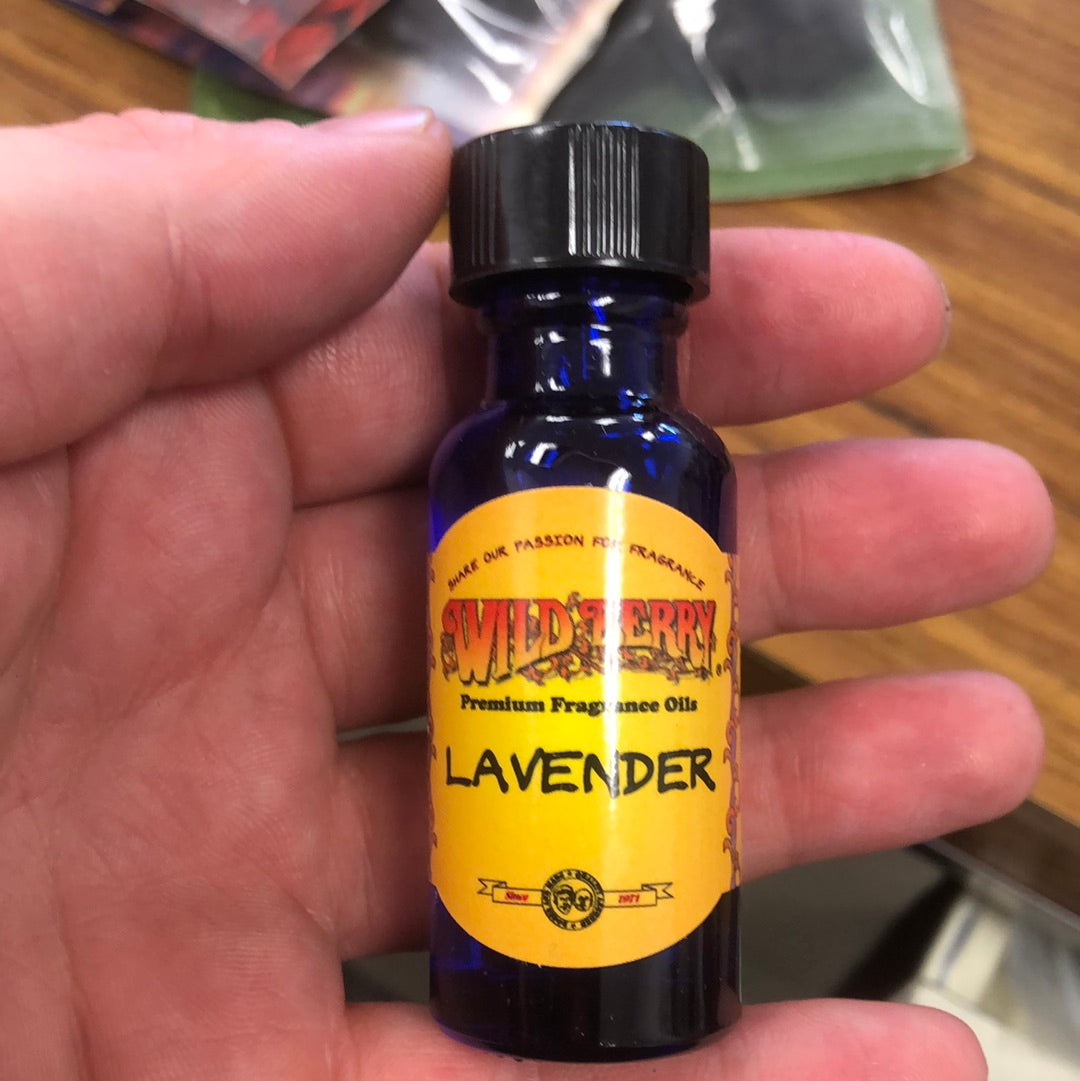 SHARE OUR PASSION FOR FRAGRANCE
WILD BERRY
Premium Fragrance Oils
LAVENDER
Since 1971